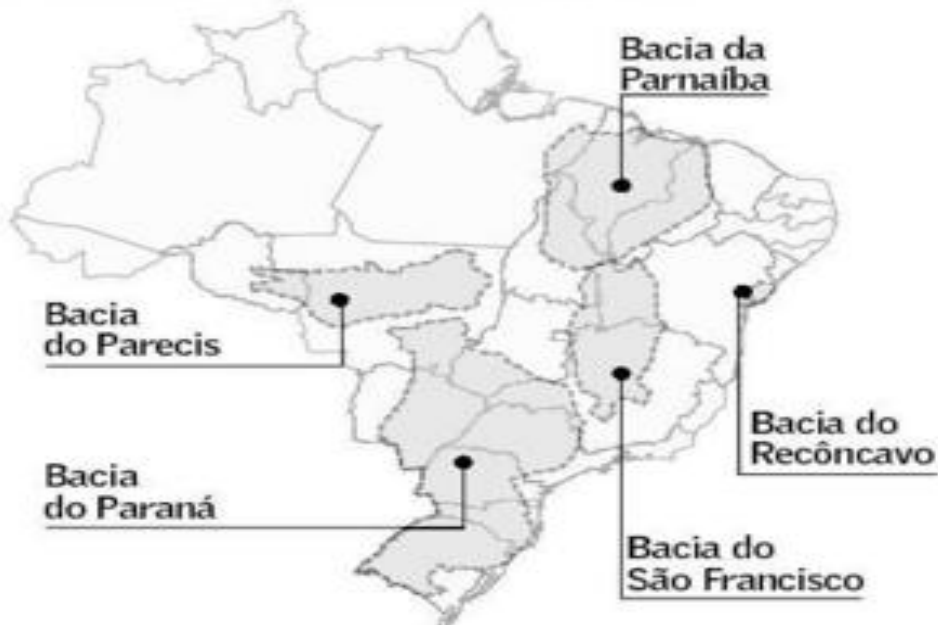 Bacia da
Parnaíba
Bacia
do Parecis
Bacia do
Recôncavo
Bacia
do Paraná
Bacia do
São Francisco